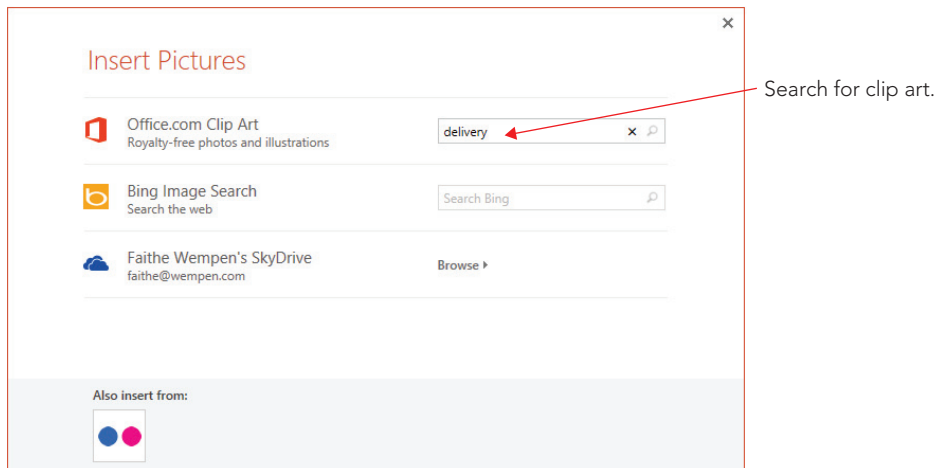 Insert Pictures
Office.com Clip Art
Royalty-free photos and illustrations
delivery
Search for clip art.
Bing Image Search
Search the web
Search Bing
Faithe Wempen's SkyDrive
faithe@wempen.com
Browse
Also insert from: